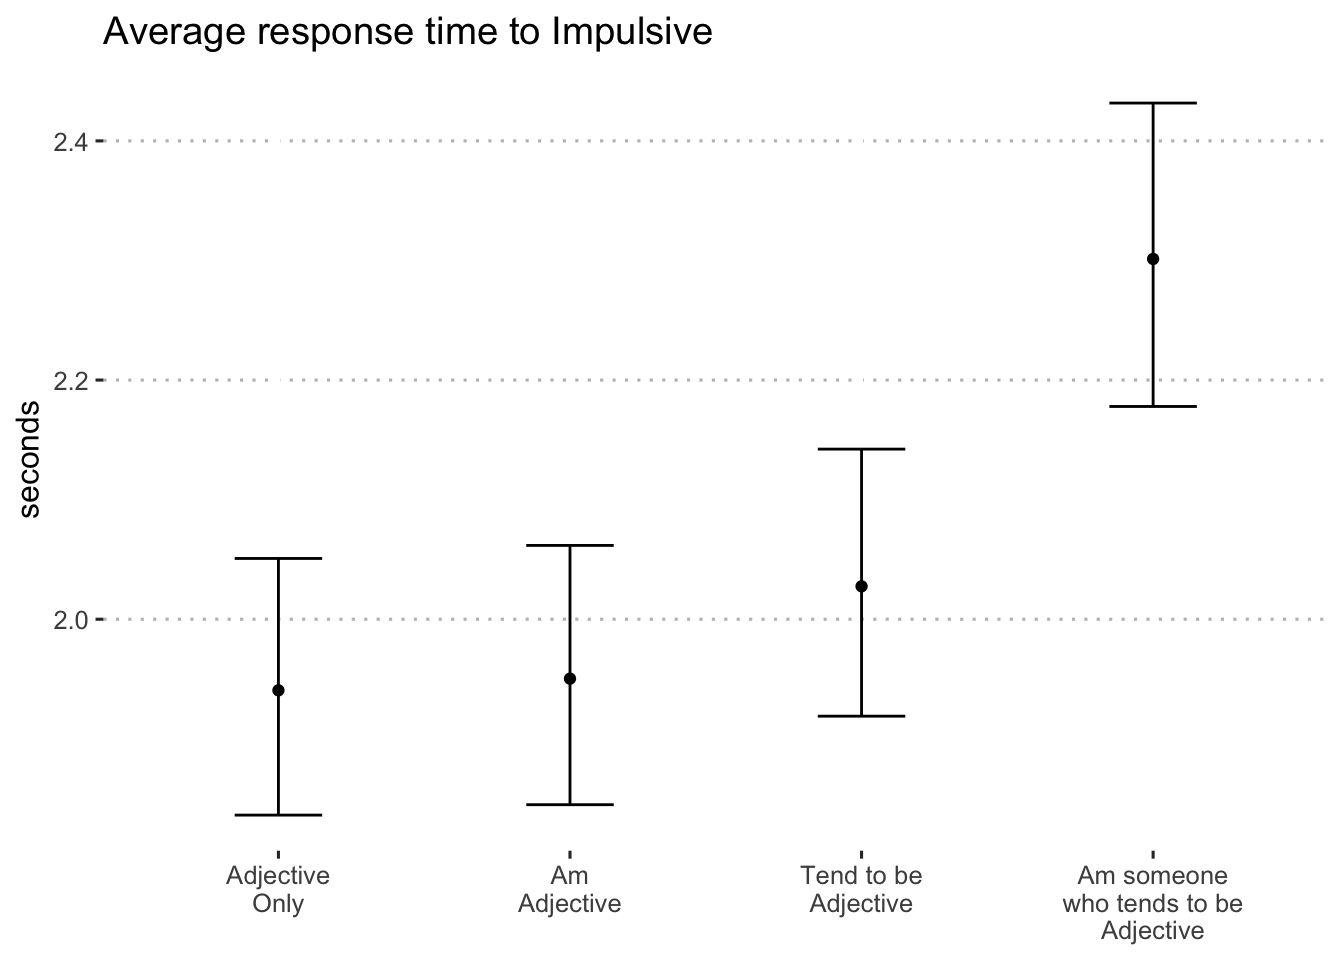 Average response time to Impulsive
2.4
2.2
2.0
seconds
Adjective
Only
Am
Adjective
Tend to be
Adjective
Am someone
who tends to be
Adjective